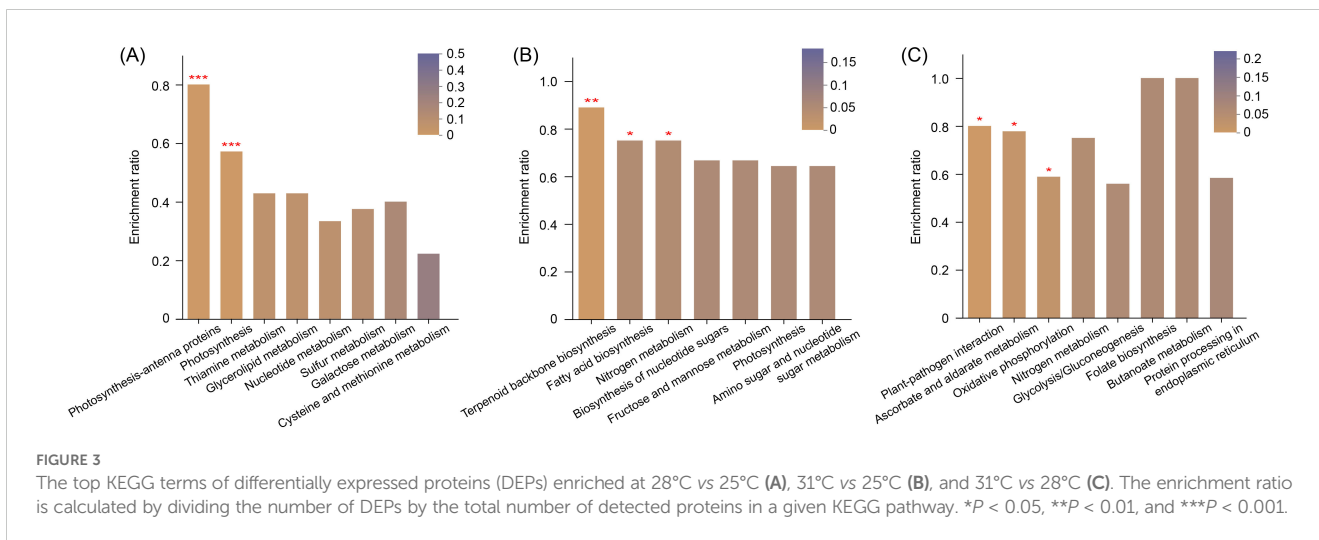 (A)
Enrichment ratio
0.8
0.6
0.4
0.2
0
***
***
0.5
0.4
0.3
0.2
0.1
0
Photosynthesis-antenna proteins
Photosynthesis
Thiamine metabolism
Glycerolipid metabolism
Nucleotide metabolism
Sulfur metabolism
Galactose metabolism
Cysteine and methionine metabolism
(B)
Enrichment ratio
1.0
0.8
0.6
0.4
0.2
0
**
*
*
0.15
0.10
0.05
0
Terpenoid backbone biosynthesis
Fatty acid biosynthesis
Nitrogen metabolism
Biosynthesis of nucleotide sugars
Fructose and mannose metabolism
Photosynthesis
Amino sugar and nucleotide
sugar metabolism
(C)
Enrichment ratio
1.0
0.8
0.6
0.4
0.2
0
*
*
*
0.2
0.15
0.10
0.05
0
Plant-pathogen interaction
Ascorbate and aldarate metabolism
Oxidative phosphorylation
Nitrogen metabolism
Glycolysis/Gluconeogenesis
Folate biosynthesis
Butanoate metabolism
Protein processing in
endoplasmic reticulum
FIGURE 3
The top KEGG terms of differentially expressed proteins (DEPs) enriched at 28°C vs 25°C (A), 31°C vs 25°C (B), and 31°C vs 28°C (C). The enrichment ratio
is calculated by dividing the number of DEPs by the total number of detected proteins in a given KEGG pathway. *P < 0.05, **P < 0.01, and ***P < 0.001.